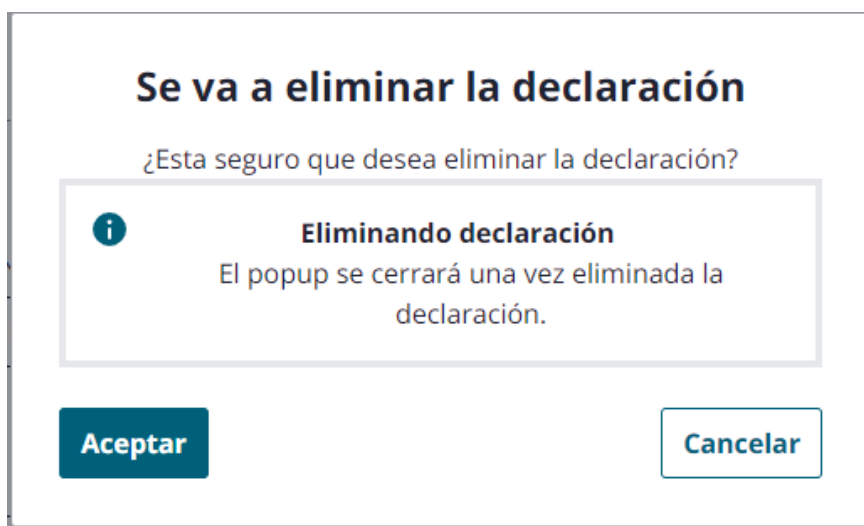 Se va a eliminar la declaración
¿Esta seguro que desea eliminar la declaración?
Eliminando declaración
El popup se cerrará una vez eliminada la
declaración.
Aceptar
Cancelar